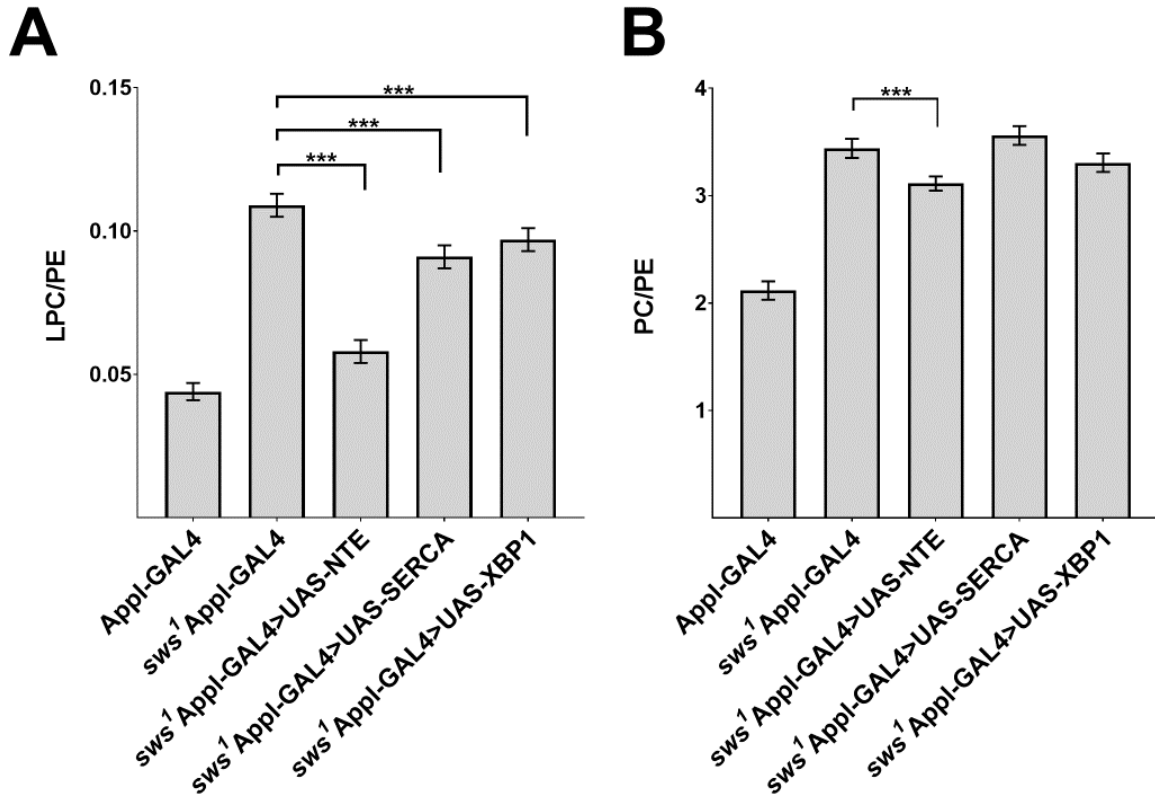 A
LPC/PE
0.15
0.10
0.05
***
***
***
Appl-GAL4
sws¹ Appl-GAL4
sws¹ Appl-GAL4>UAS-NTE
sws¹ Appl-GAL4>UAS-SERCA
sws¹ Appl-GAL4>UAS-XBP1
B
PC/PE
4
3
2
1
***
Appl-GAL4
sws¹ Appl-GAL4
sws¹ Appl-GAL4>UAS-NTE
sws¹ Appl-GAL4>UAS-SERCA
sws¹ Appl-GAL4>UAS-XBP1